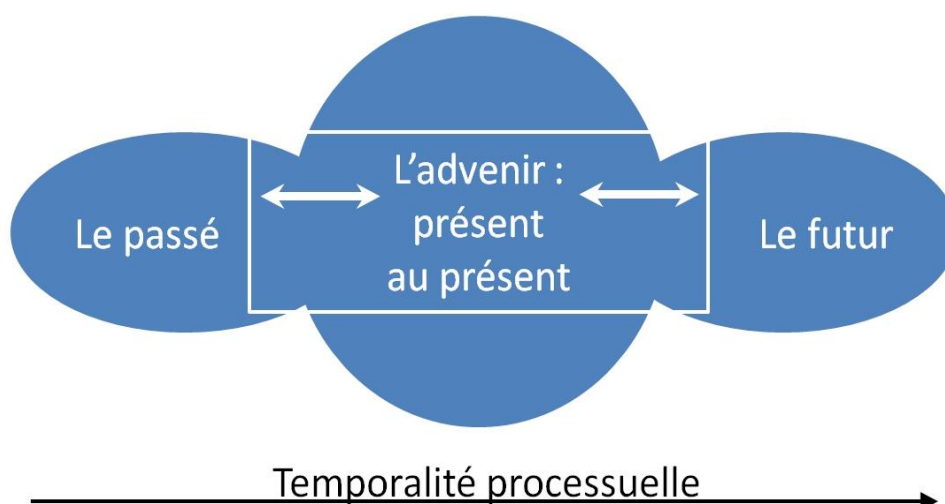 Le passé
L’advenir :
présent
au présent
Le futur
Temporalité processuelle